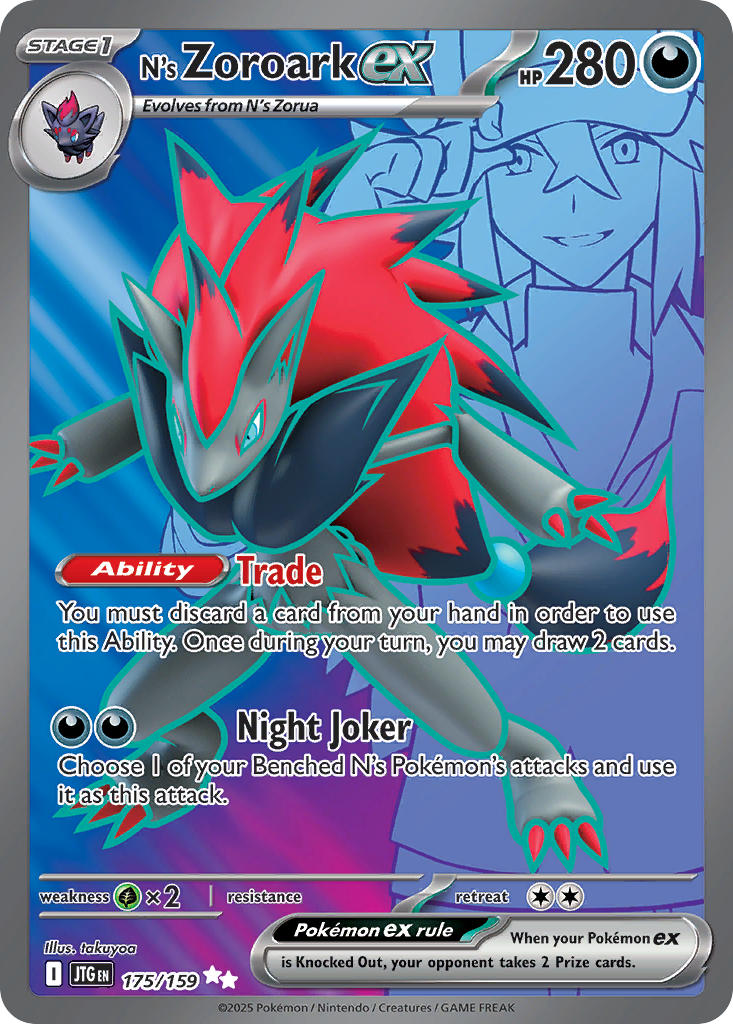 STAGE 1
N's Zoroark ex
HP 280
Evolves from N's Zorua
Ability Trade
You must discard a card from your hand in order to use
this Ability. Once during your turn, you may draw 2 cards.
Night Joker
Choose 1 of your Benched N's Pokémon's attacks and use
it as this attack.
weakness ×2 resistance retreat
Pokémon ex rule
When your Pokémon ex
is Knocked Out, your opponent takes 2 Prize cards.
Illus. takuyoa
I JTG EN 175/159
©2025 Pokémon / Nintendo / Creatures / GAME FREAK